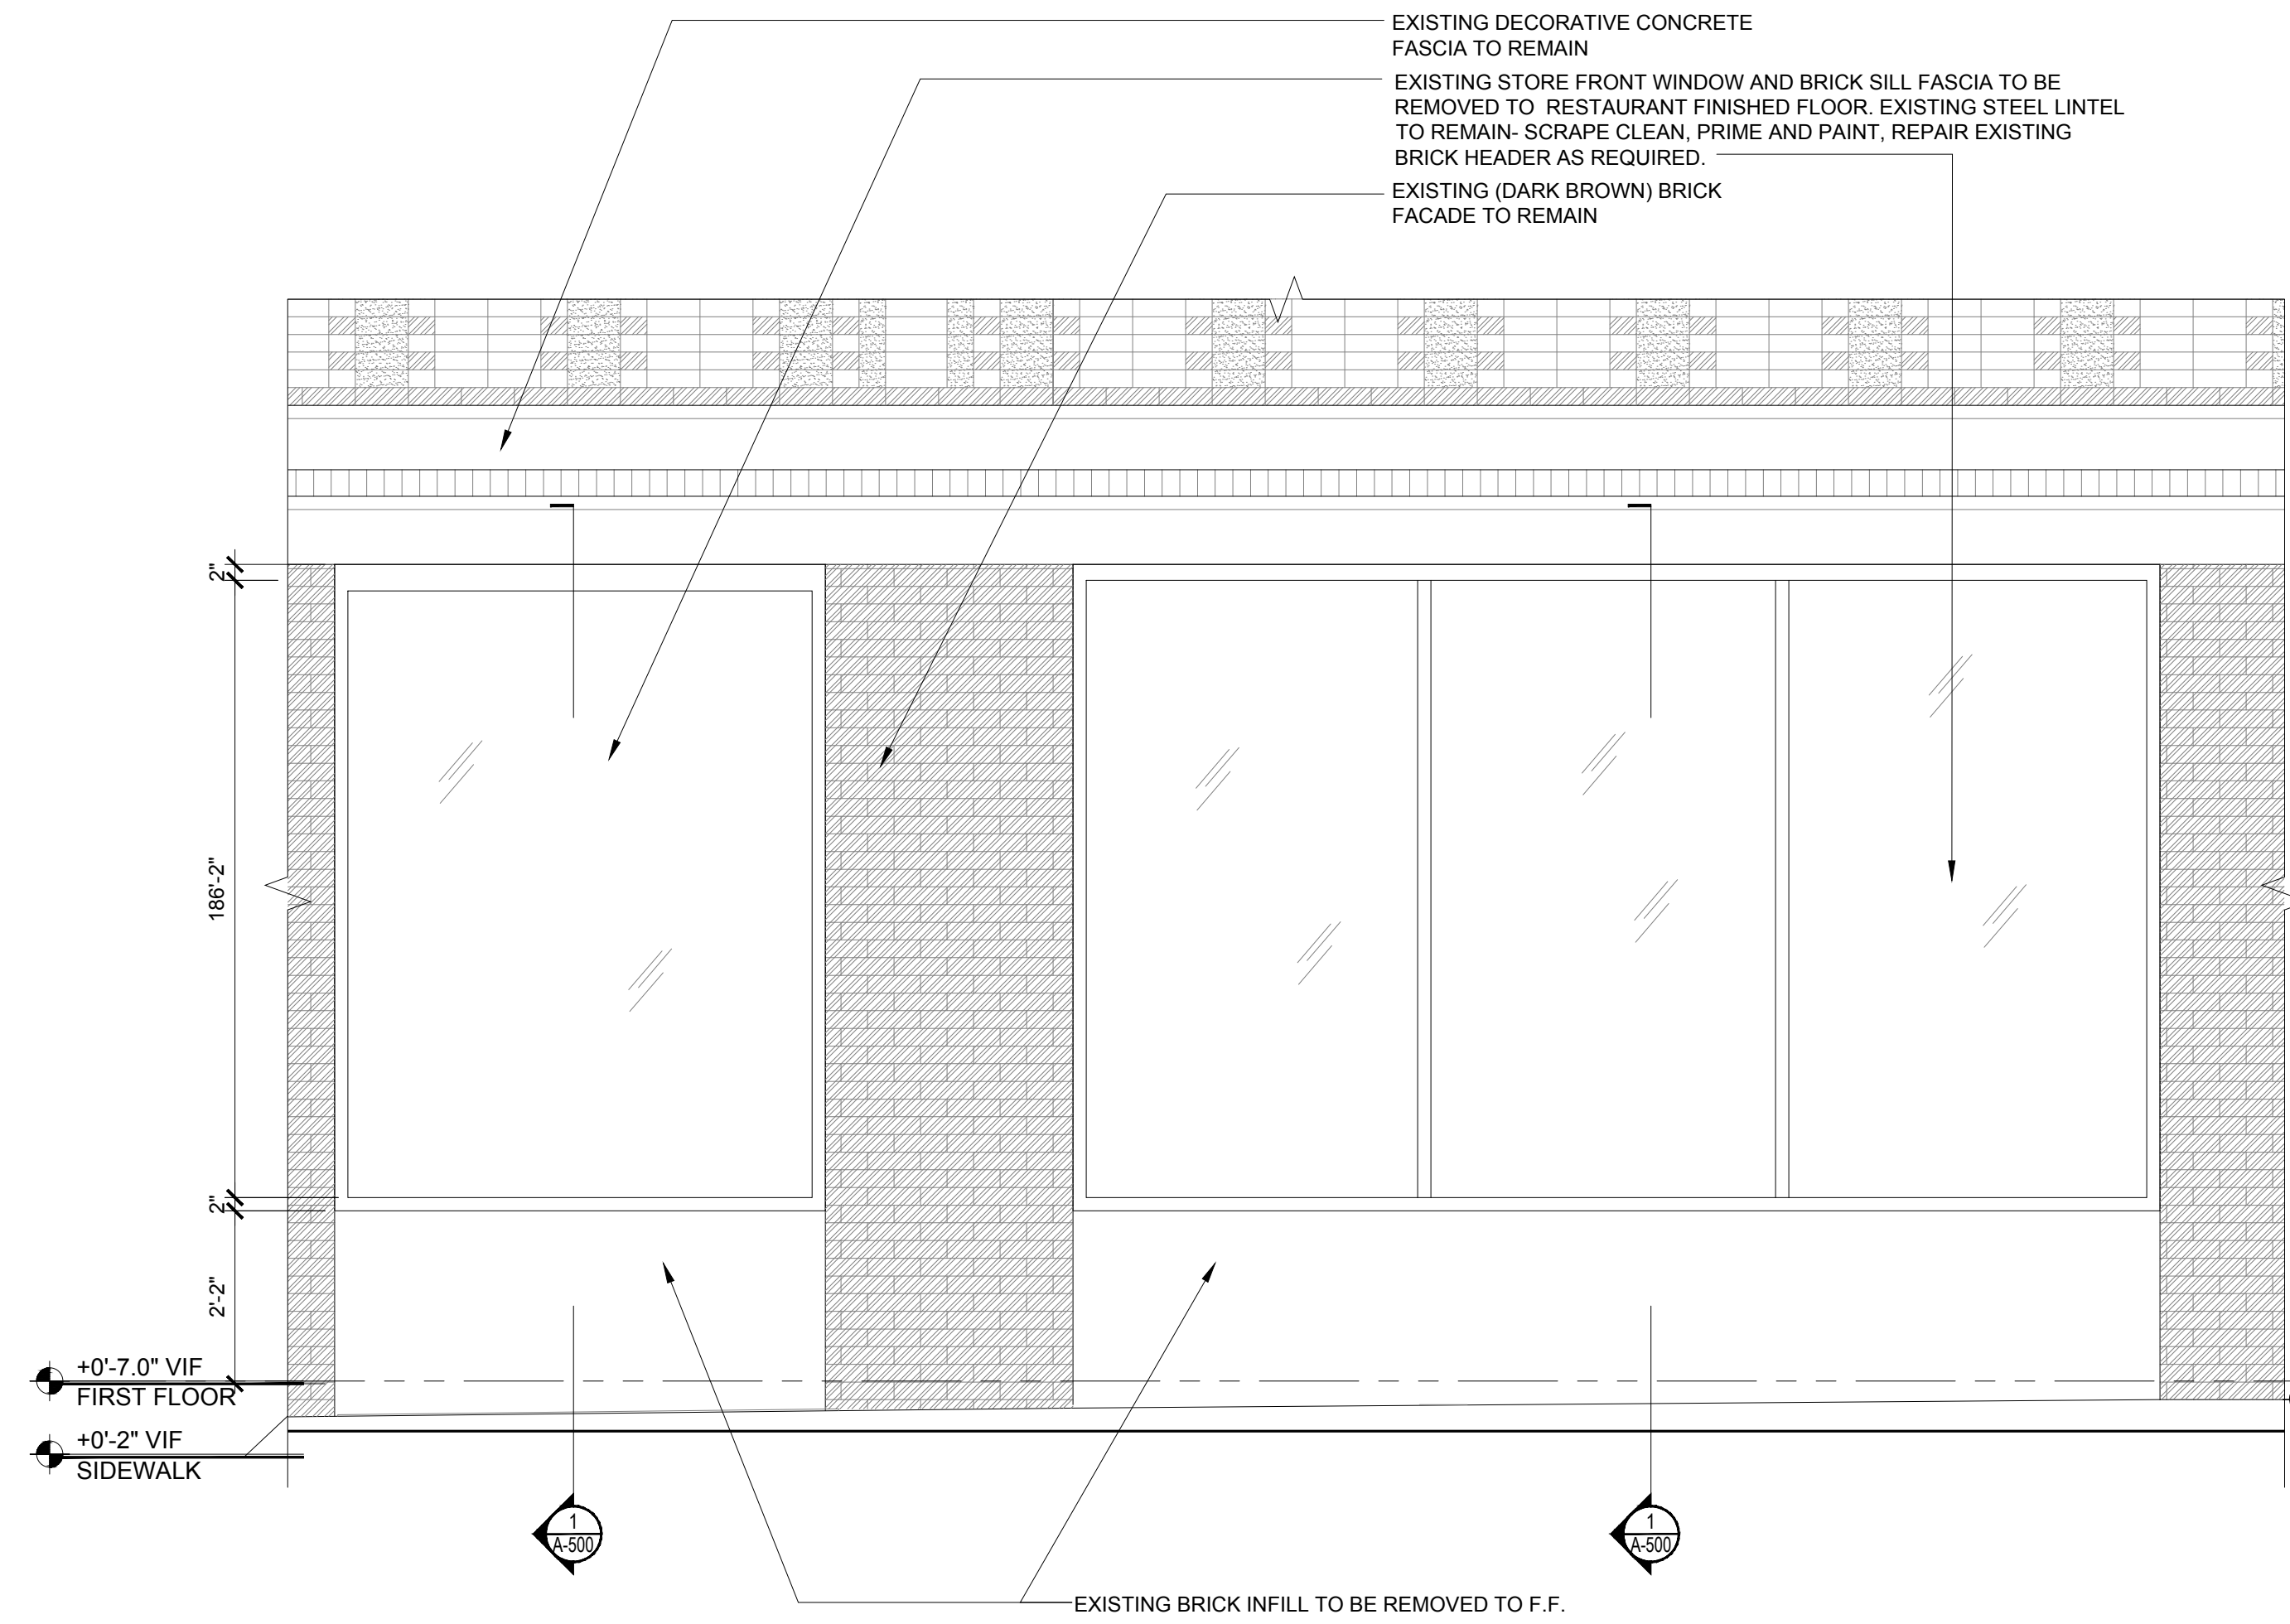 EXISTING DECORATIVE CONCRETE
FASCIA TO REMAIN
EXISTING STORE FRONT WINDOW AND BRICK SILL FASCIA TO BE
REMOVED TO RESTAURANT FINISHED FLOOR. EXISTING STEEL LINTEL
TO REMAIN- SCRAPE CLEAN, PRIME AND PAINT, REPAIR EXISTING
BRICK HEADER AS REQUIRED.
EXISTING (DARK BROWN) BRICK
FACADE TO REMAIN
2"
186'-2"
2"
2'-2"
+0'-7.0" VIF
FIRST FLOOR
+0'-2" VIF
SIDEWALK
1
A-500
1
A-500
EXISTING BRICK INFILL TO BE REMOVED TO F.F.